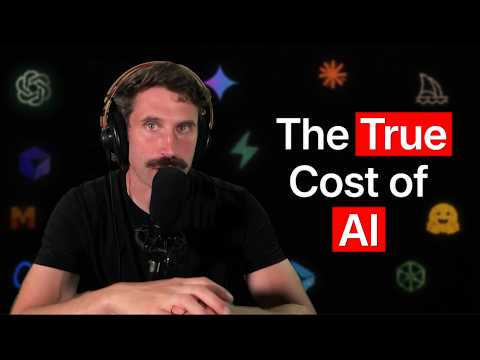 The True
Cost of
AI